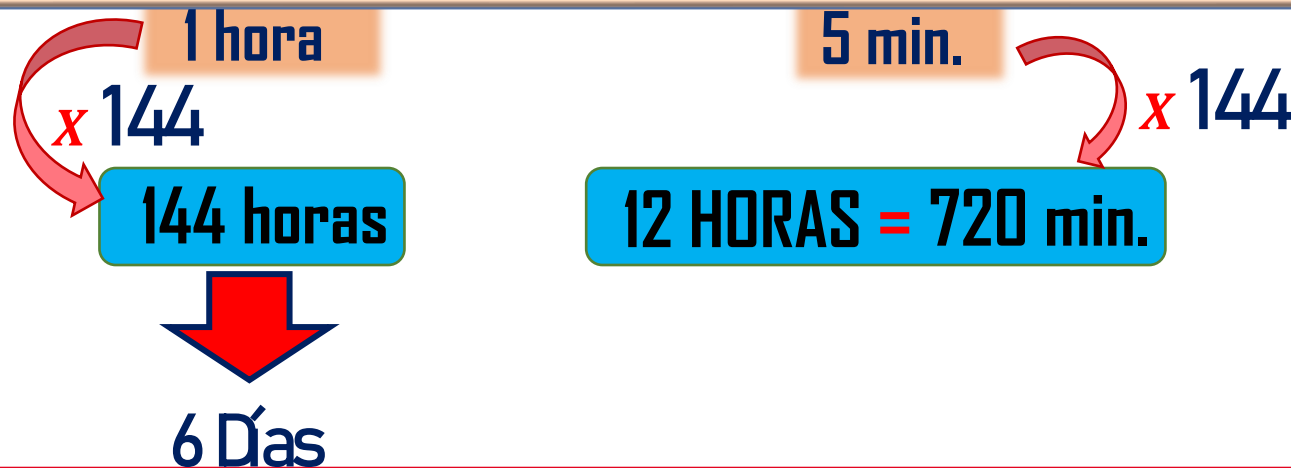 1 hora 5 min.
x 144 x 144
144 horas 12 HORAS = 720 min.
6 Días